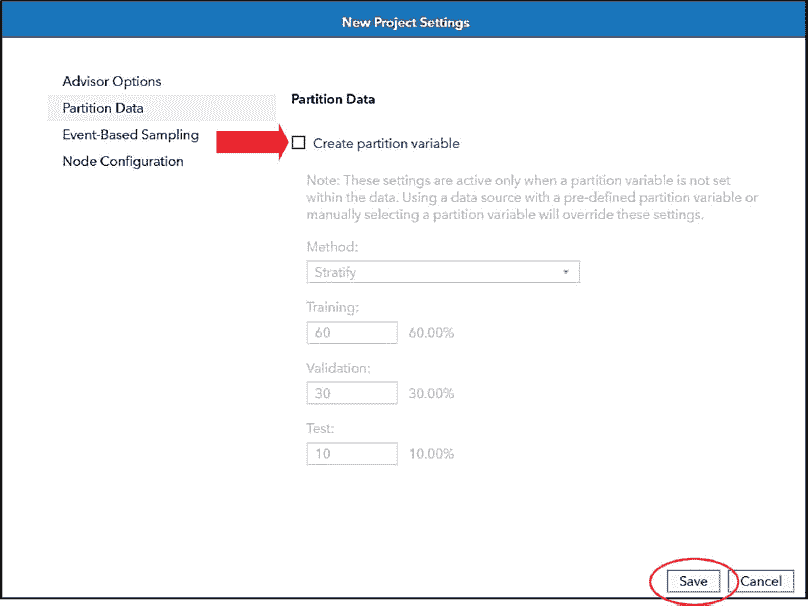 New Project Settings
Advisor Options
Partition Data
Event-Based Sampling
Node Configuration
Partition Data
Create partition variable
Note: These settings are active only when a partition variable is not set
within the data. Using a data source with a pre-defined partition variable or
manually selecting a partition variable will override these settings.
Method:
Stratify
Training:
60 60.00%
Validation:
30 30.00%
Test:
10 10.00%
Save Cancel